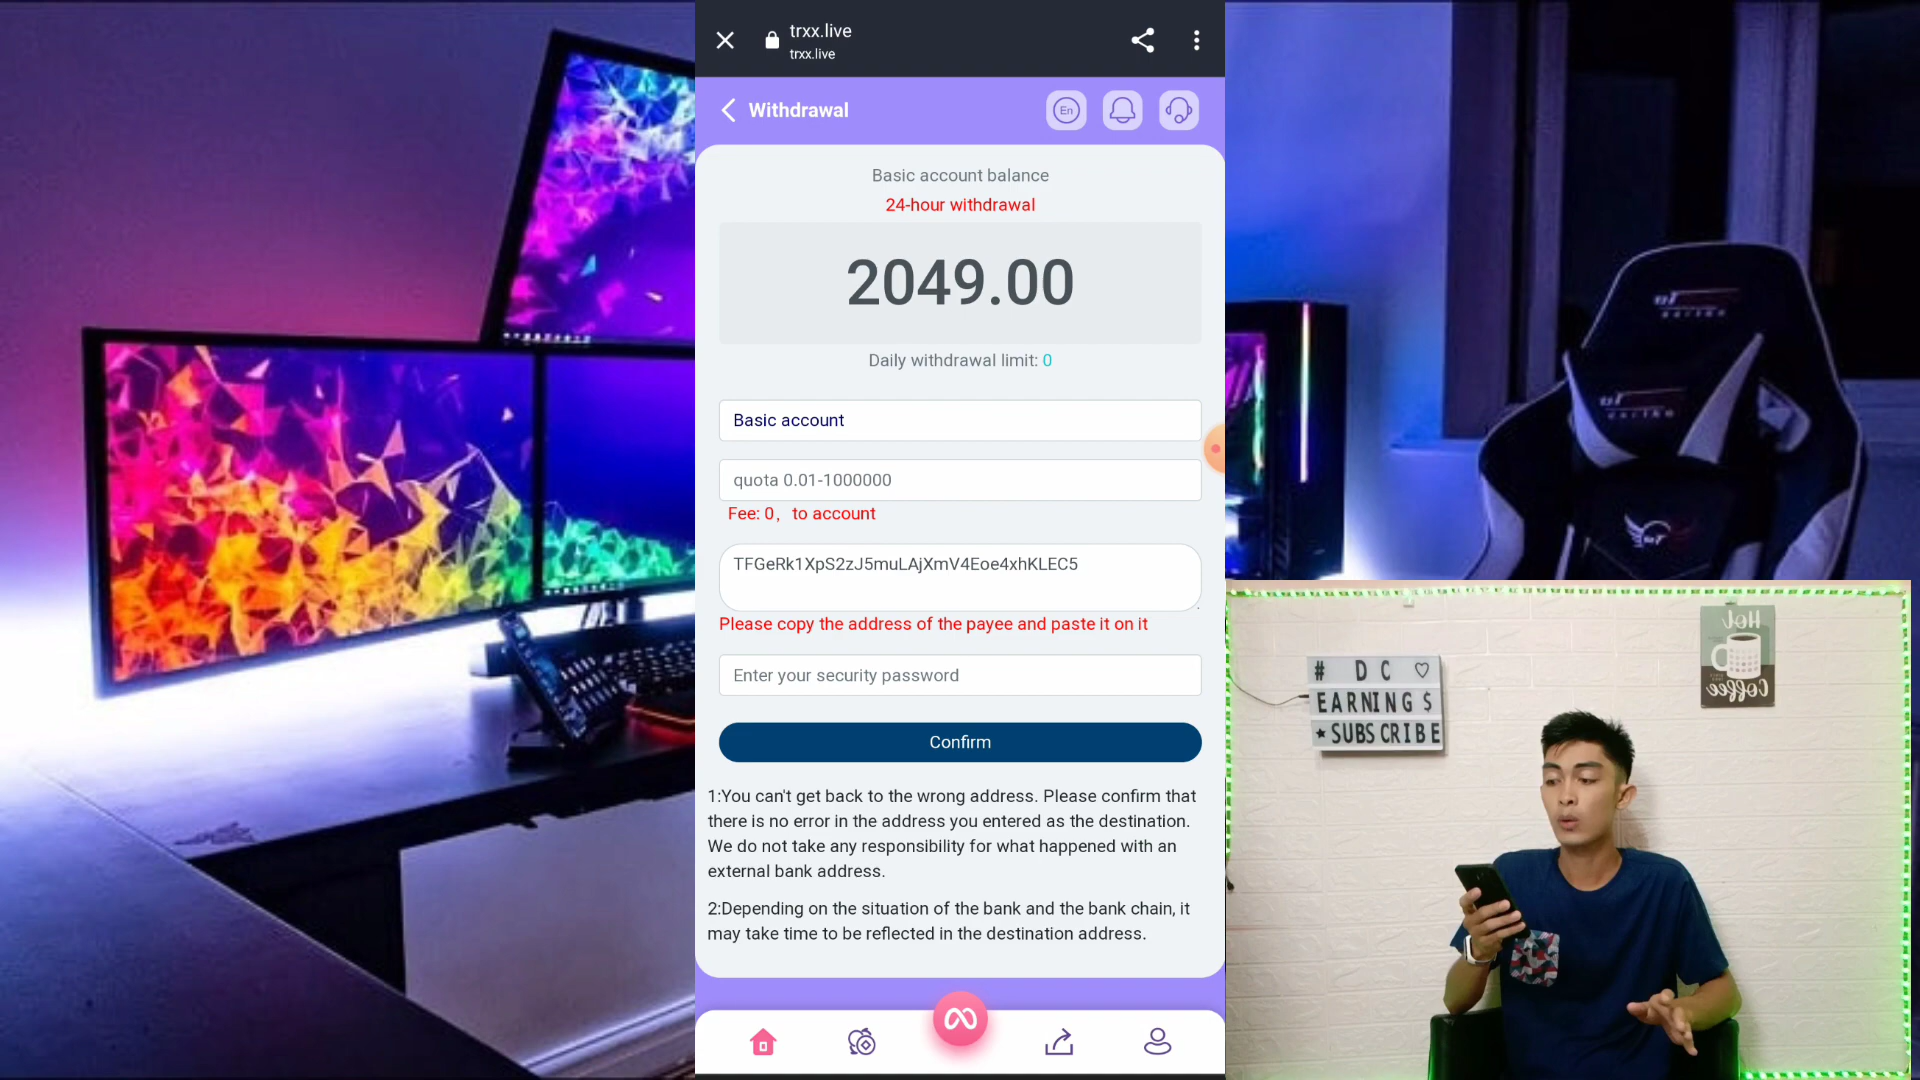 trxx.live
trxx.live
Withdrawal
En
Basic account balance
24-hour withdrawal
2049.00
Daily withdrawal limit: 0
Basic account
quota 0.01-1000000
Fee: 0, to account
TFGeRk1XpS2zJ5muLAjXmV4Eoe4xhKLEC5
Please copy the address of the payee and paste it on it
Enter your security password
Confirm
1:You can't get back to the wrong address. Please confirm that
there is no error in the address you entered as the destination.
We do not take any responsibility for what happened with an
external bank address.
2:Depending on the situation of the bank and the bank chain, it
may take time to be reflected in the destination address.
# D C ♡
EARNING $
★SUBSCRIBE
Hot
Coffee